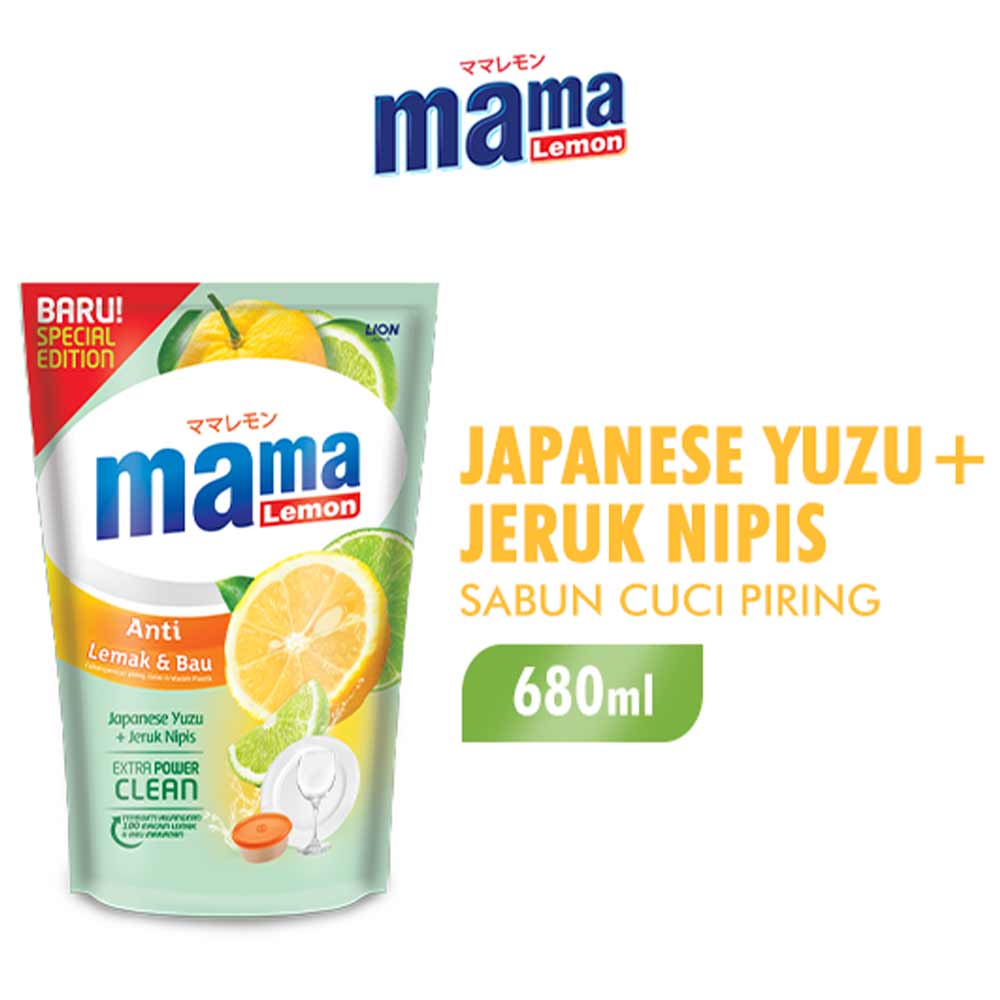 ママレモン
mama
Lemon
BARU!
SPECIAL
EDITION
LION
ママレモン
mama
Lemon
Anti
Lemak & Bau
Japanese Yuzu
+ Jeruk Nipis
EXTRA POWER
CLEAN
JAPANESE YUZU +
JERUK NIPIS
SABUN CUCI PIRING
680ml